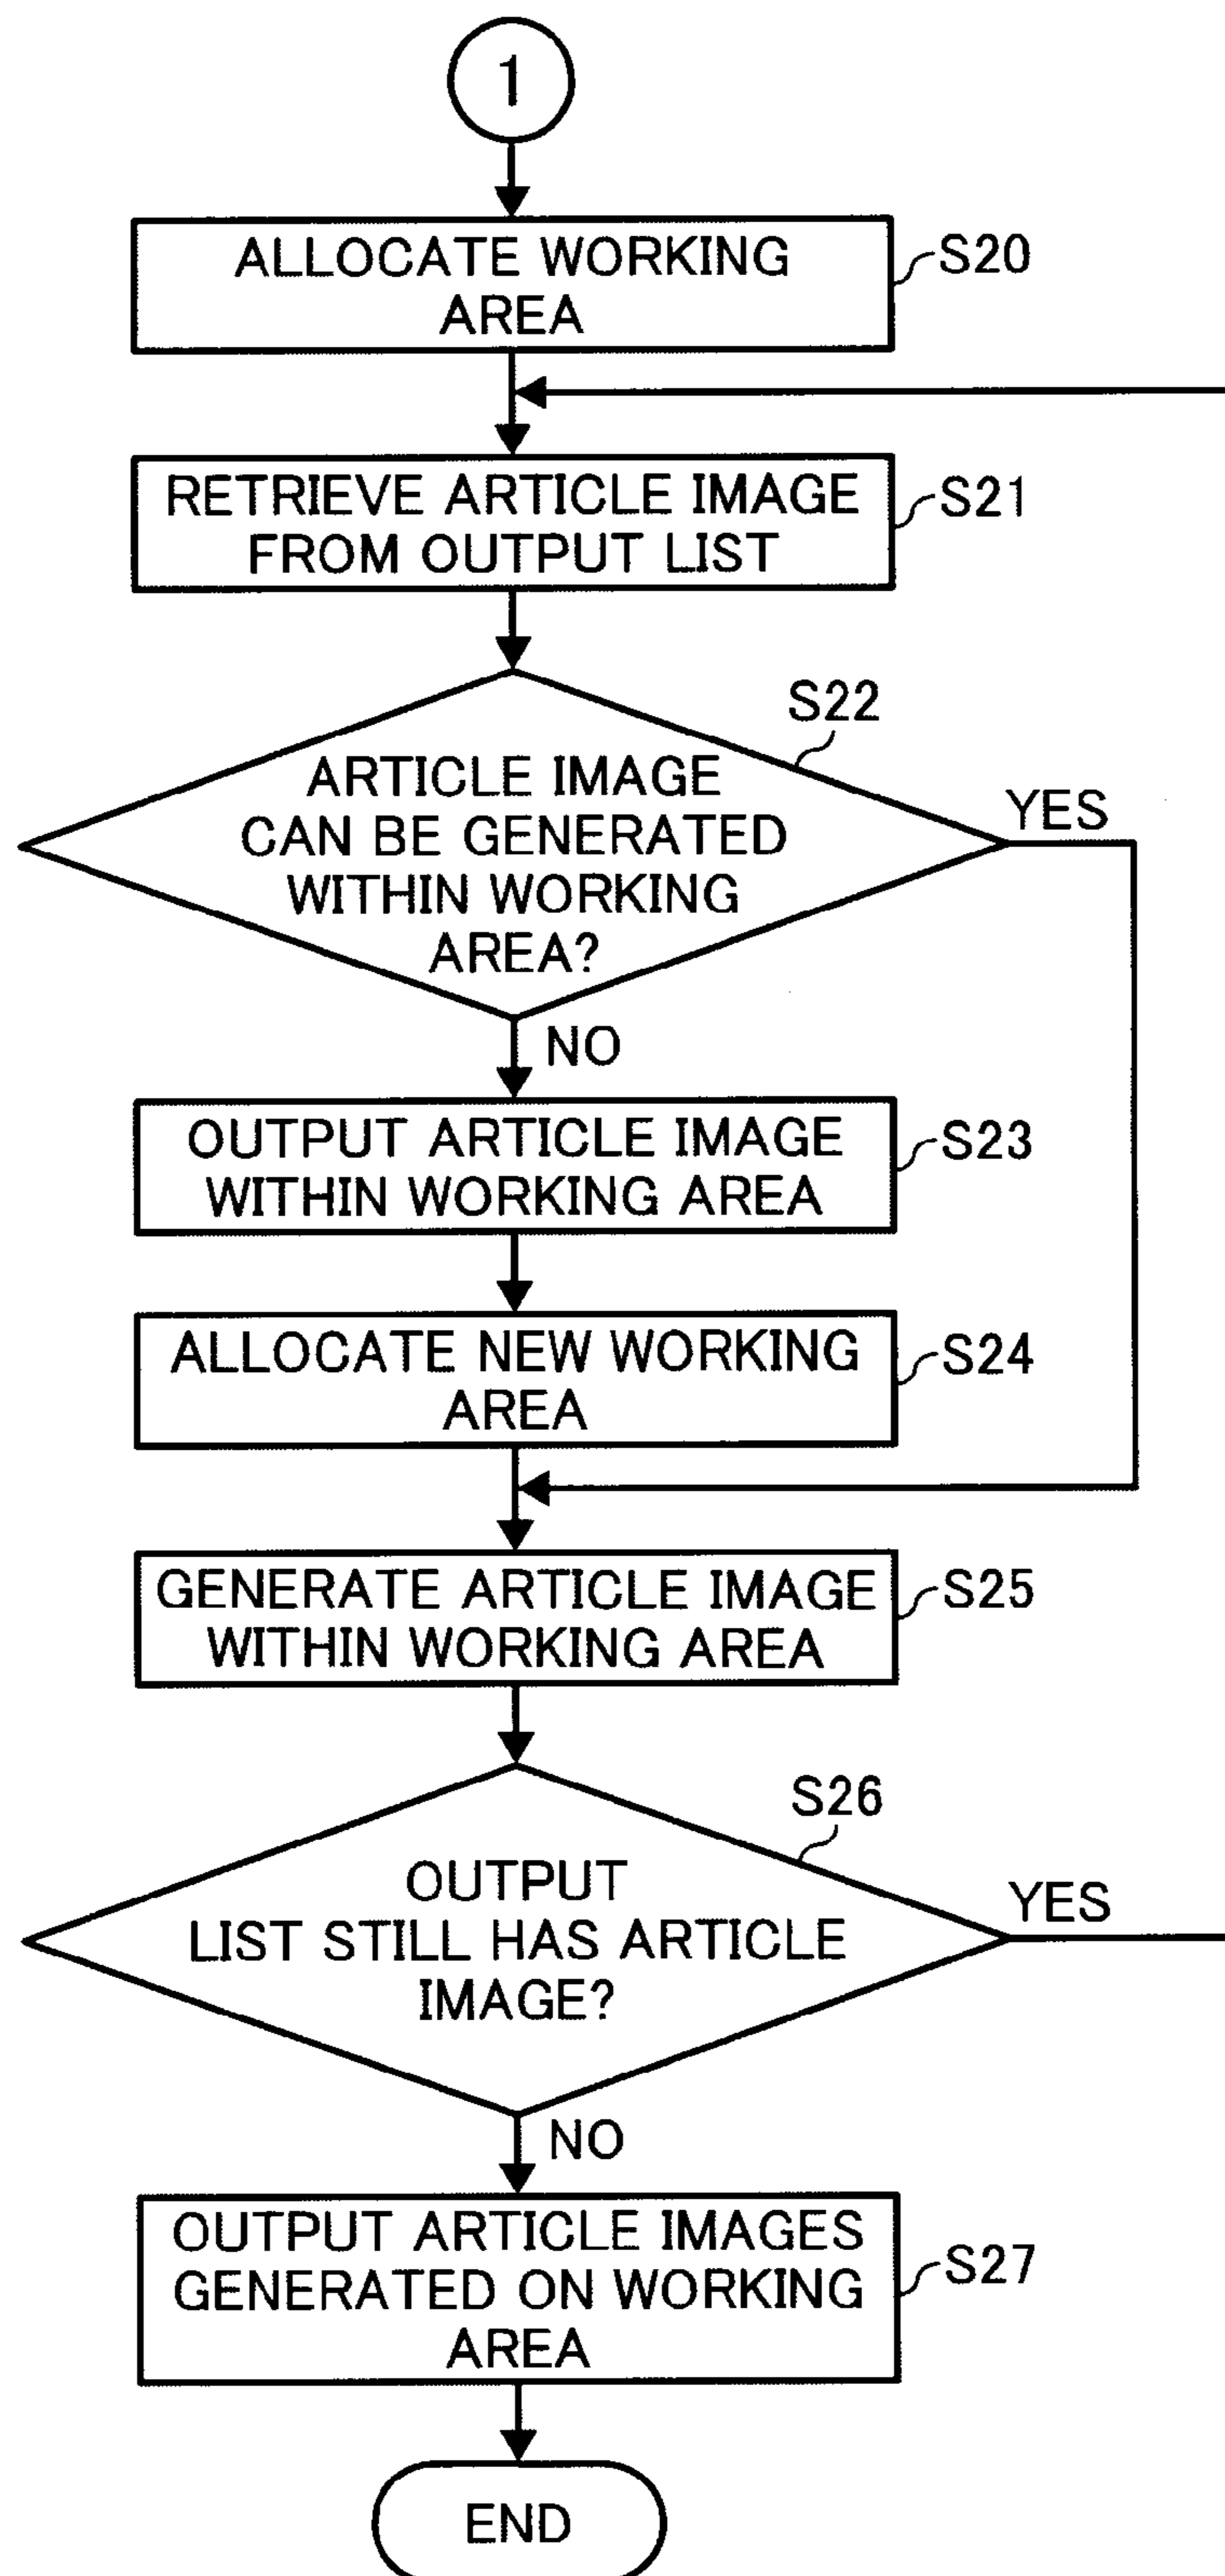 1
ALLOCATE WORKING
AREA
S20
RETRIEVE ARTICLE IMAGE
FROM OUTPUT LIST
S21
S22
ARTICLE IMAGE
CAN BE GENERATED
WITHIN WORKING
AREA?
YES
NO
OUTPUT ARTICLE IMAGE
WITHIN WORKING AREA
S23
ALLOCATE NEW WORKING
AREA
S24
GENERATE ARTICLE IMAGE
WITHIN WORKING AREA
S25
S26
OUTPUT
LIST STILL HAS ARTICLE
IMAGE?
YES
NO
OUTPUT ARTICLE IMAGES
GENERATED ON WORKING
AREA
S27
END